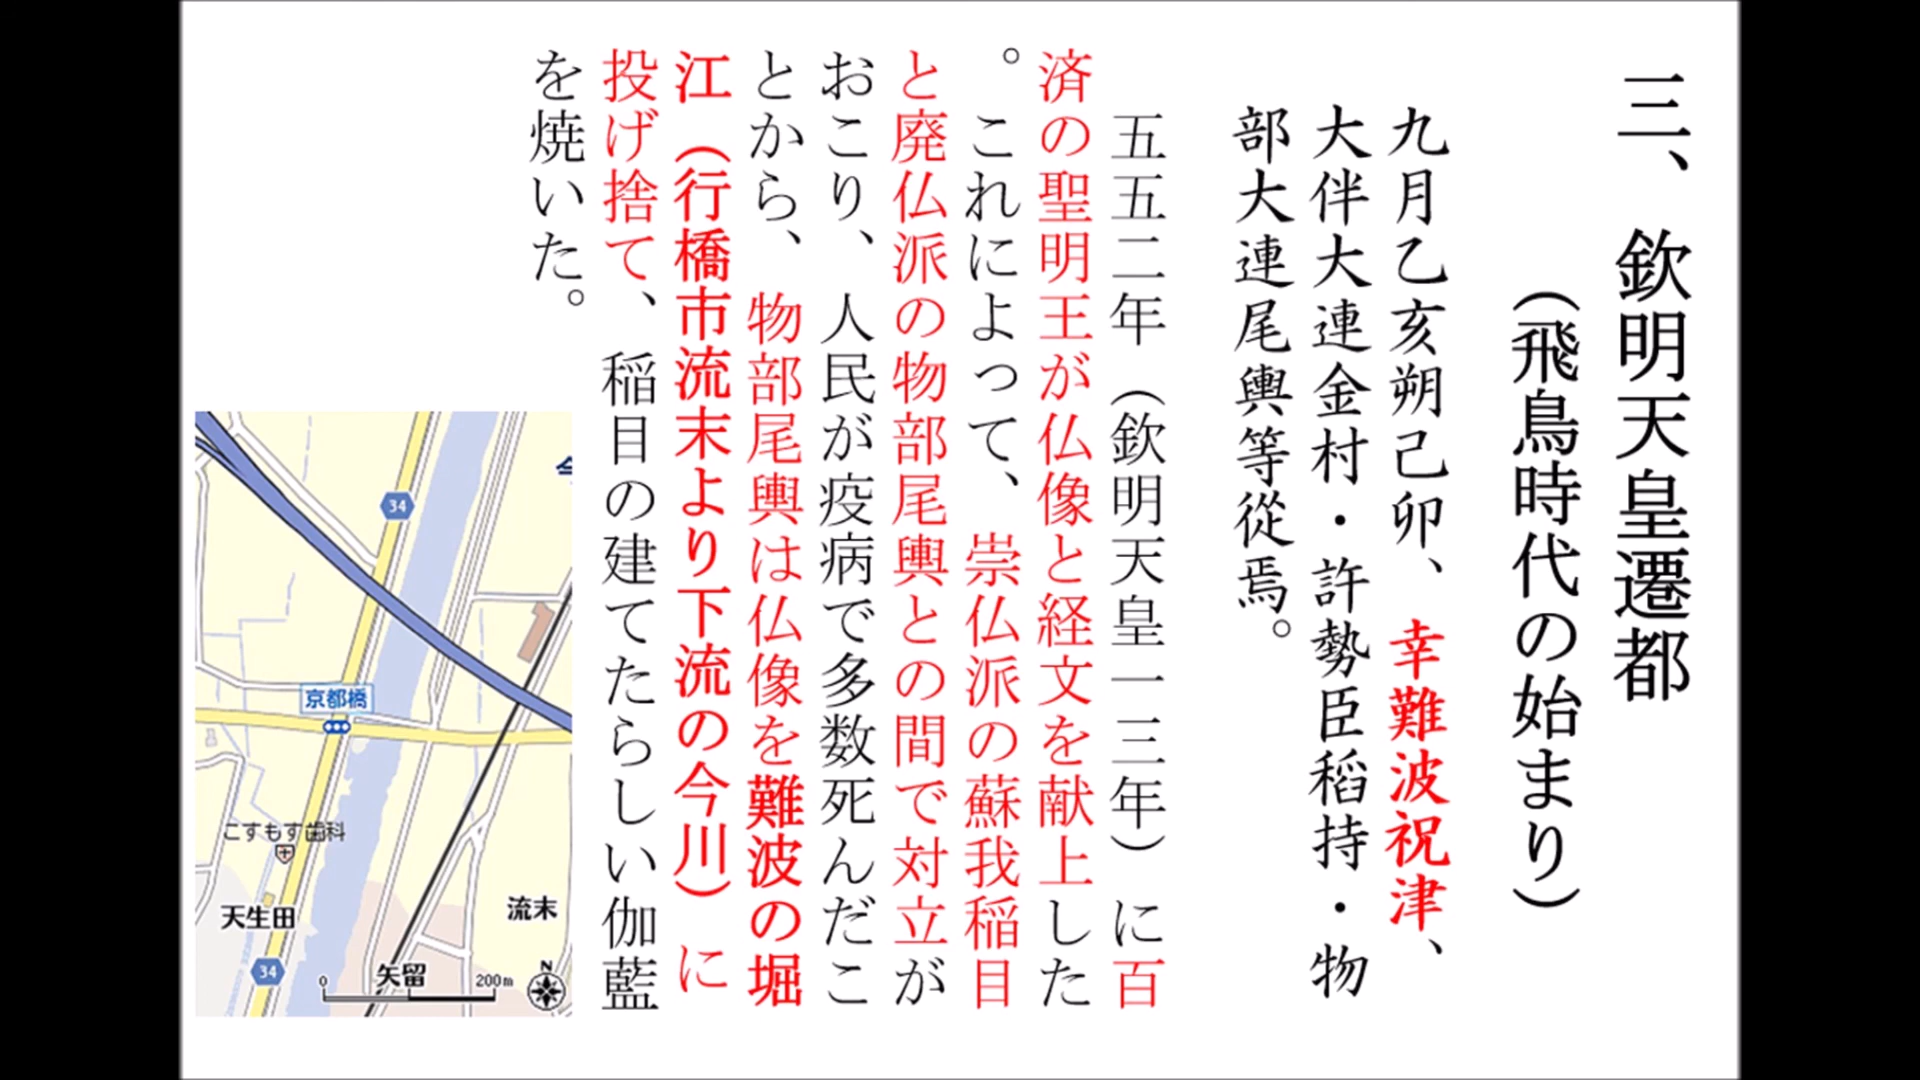 三、欽明天皇遷都
（飛鳥時代の始まり）
九月乙亥朔己卯、幸難波祝津、
大伴大連金村・許勢臣稻持・物
部大連尾輿等從焉。
五五二年（欽明天皇一三年）に百
済の聖明王が仏像と経文を献上した
。これによって、崇仏派の蘇我稲目
と廃仏派の物部尾輿との間で対立が
おこり、人民が疫病で多数死んだこ
とから、物部尾輿は仏像を難波の堀
江（行橋市流末より下流の今川）に
投げ捨て、稲目の建てたらしい伽藍
を焼いた。
34
京都橋
こすもす歯科
天生田
流末
34
矢留
0 200m
N